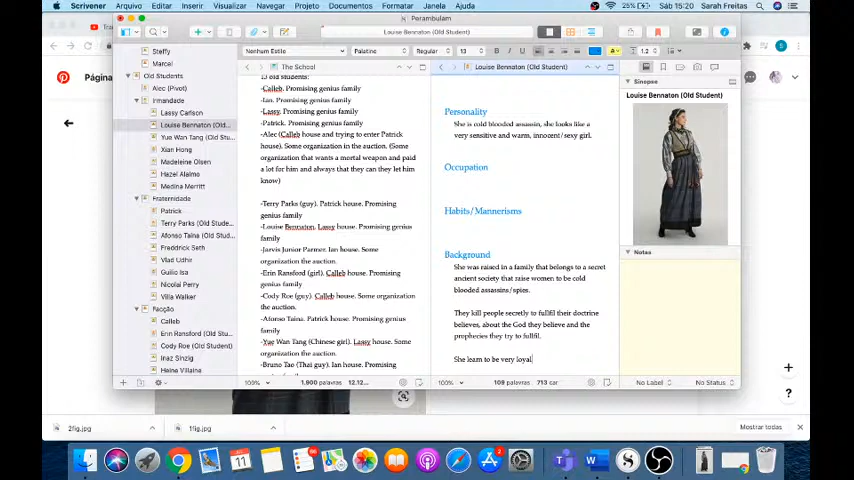 Scrivener Arquivo Editar Inserir Visualizar Navegar Projeto Documentos Formatar Janela Ajuda 25% Sáb 15:20 Sarah Freitas
Perambulam
Louise Bennaton (Old Student)
Nenhum Estilo Palatino Regular 13 B I U a 1.2
Página
Steffy
Marcel
Old Students
Alec (Pivot)
Irmandade
Lassy Carlson
Louise Bennaton (Old...
Yue Wan Tang (Old Stu...
Xian Hong
Madeleine Olsen
Hazel Alaimo
Medina Merritt
Fraternidade
Patrick
Terry Parks (Old Stude...
Afonso Taina (Old Stud...
Freddrick Seth
Vlad Udhir
Guilio Isa
Nicolai Perry
Villa Walker
Facção
Calleb
Erin Ransford (Old Stu...
Cody Roe (Old Student)
Inaz Sinzig
Heine Villaine
The School
13 old students:
-Calleb. Promising genius family
-Ian. Promising genius family
-Lassy. Promising genius family
-Patrick. Promising genius family
-Alec (Calleb house and trying to enter Patrick
house). Some organization in the auction. (Some
organization that wants a mortal weapon and paid
a lot for him and always that they can they let him
know)
-Terry Parks (guy). Patrick house. Promising
genius family
-Louise Bennaton. Lassy house. Promising genius
family
-Jarvis Junior Parmer. Ian house. Some
organization the auction.
-Erin Ransford (girl). Calleb house. Promising
genius family
-Cody Roe (guy). Calleb house. Some organization
the auction.
-Afonso Taina. Patrick house. Promising genius
family
-Yue Wan Tang (Chinese girl). Lassy house. Some
organization the auction.
-Bruno Tao (Thai guy). Ian house. Promising
100% 1.900 palavras 12.12...
Louise Bennaton (Old Student)
Personality
She is cold blooded assassin, she looks like a
very sensitive and warm, innocent/sexy girl.
Occupation
Habits/Mannerisms
Background
She was raised in a family that belongs to a secret
ancient society that raise women to be cold
blooded assassins/spies.
They kill people secretly to fullfil their doctrine
believes, about the God they believe and the
prophecies they try to fullfil.
She learn to be very loyal
100% 109 palavras 713 car
Sinopse
Louise Bennaton (Old Student)
Notas
No Label No Status
2fig.jpg
1fig.jpg
Mostrar todas